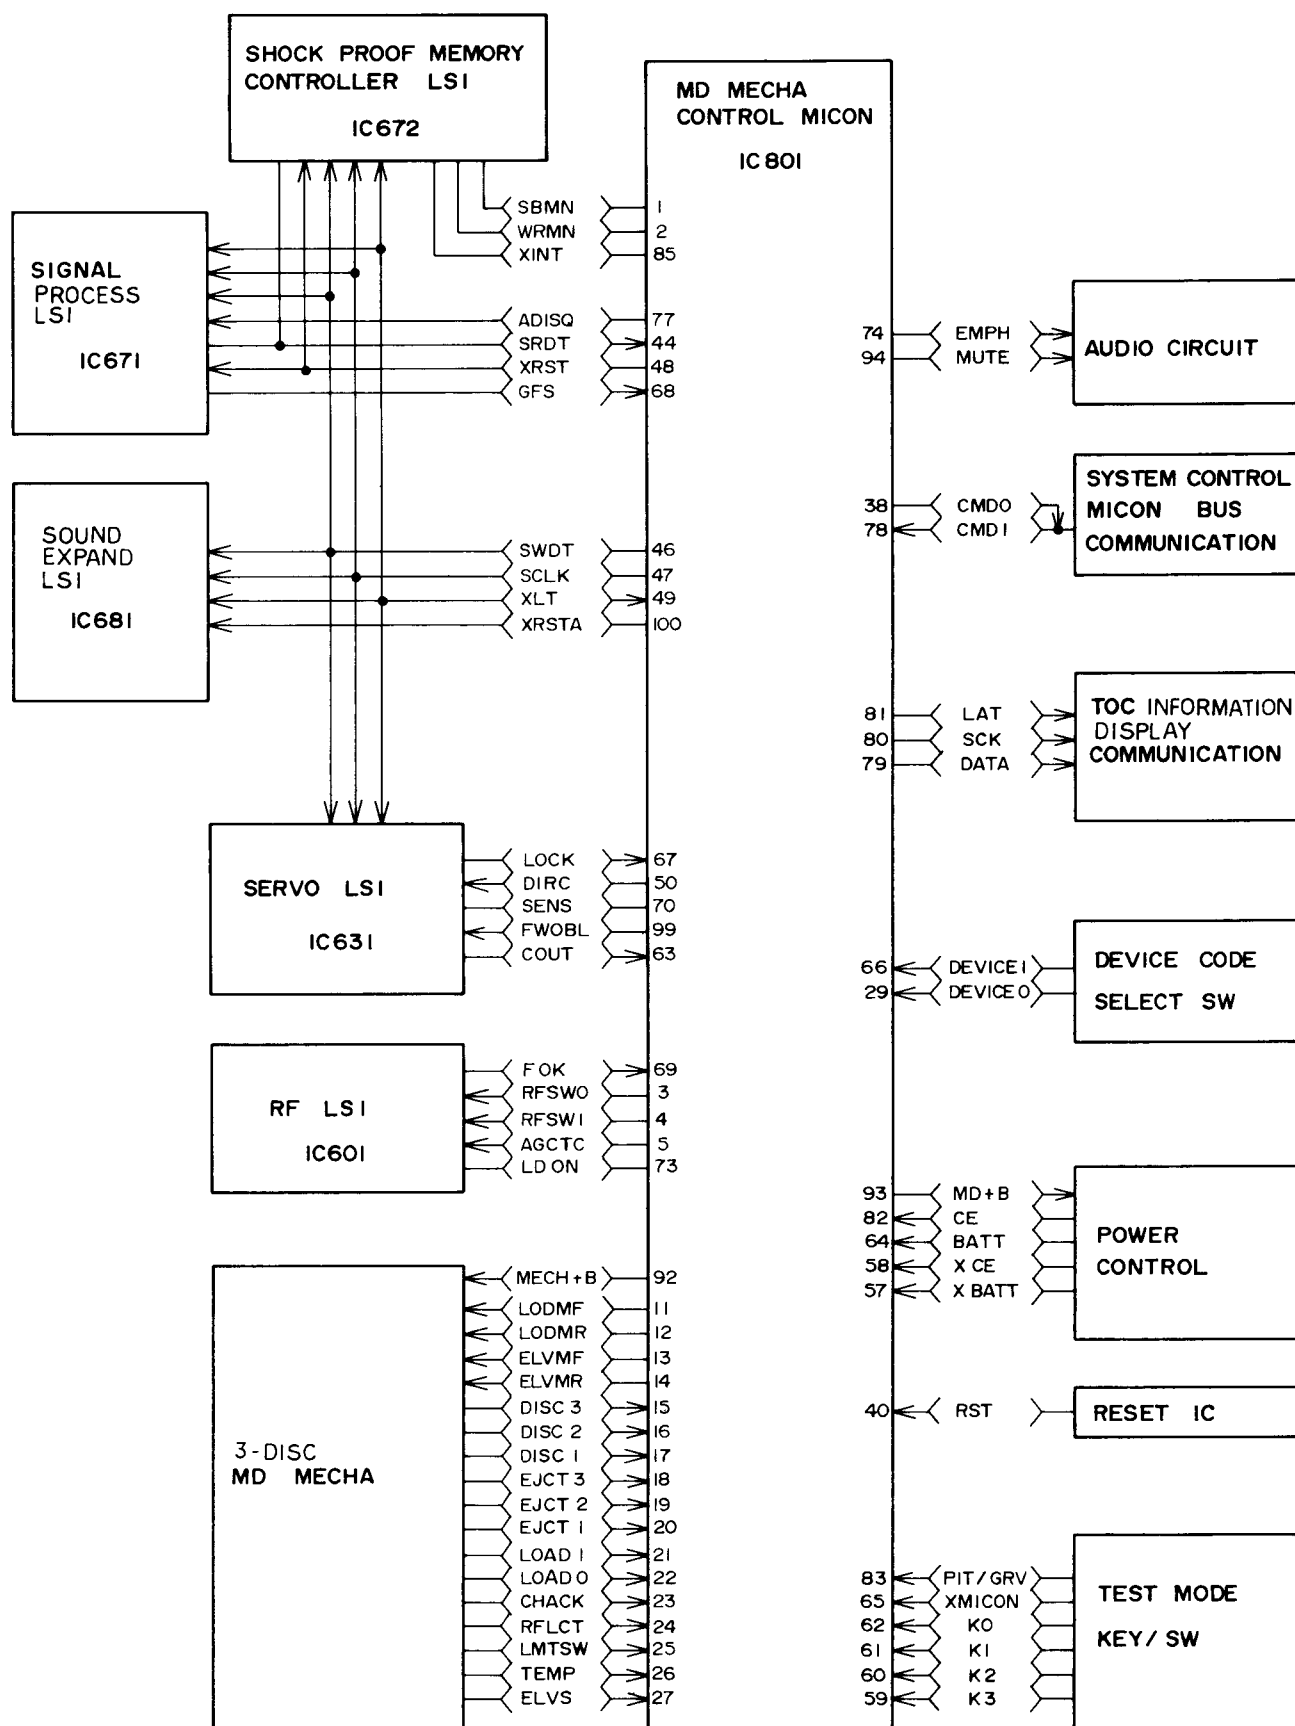 SHOCK PROOF MEMORY
CONTROLLER LSI
IC672
MD MECHA
CONTROL MICON
IC801
SBMN 1
WRMN 2
XINT 85
SIGNAL
PROCESS
LSI
IC671
ADISQ 77
SRDT 44
XRST 48
GFS 68
74 EMPH
94 MUTE
AUDIO CIRCUIT
SOUND
EXPAND
LSI
IC681
SWDT 46
SCLK 47
XLT 49
XRSTA 100
38 CMD0
78 CMD1
SYSTEM CONTROL
MICON BUS
COMMUNICATION
81 LAT
80 SCK
79 DATA
TOC INFORMATION
DISPLAY
COMMUNICATION
SERVO LSI
IC631
LOCK 67
DIRC 50
SENS 70
FWOBL 99
COUT 63
66 DEVICE1
29 DEVICE0
DEVICE CODE
SELECT SW
RF LSI
IC601
FOK 69
RFSW0 3
RFSW1 4
AGCTC 5
LDON 73
93 MD+B
82 CE
64 BATT
58 XCE
57 XBATT
POWER
CONTROL
3-DISC
MD MECHA
MECH+B 92
LODMF 11
LODMR 12
ELVMF 13
ELVMR 14
DISC 3 15
DISC 2 16
DISC 1 17
EJCT 3 18
EJCT 2 19
EJCT 1 20
LOAD 1 21
LOAD 0 22
CHACK 23
RFLCT 24
LMTSW 25
TEMP 26
ELVS 27
40 RST
RESET IC
83 PIT/GRV
65 XMICON
62 K0
61 K1
60 K2
59 K3
TEST MODE
KEY/SW